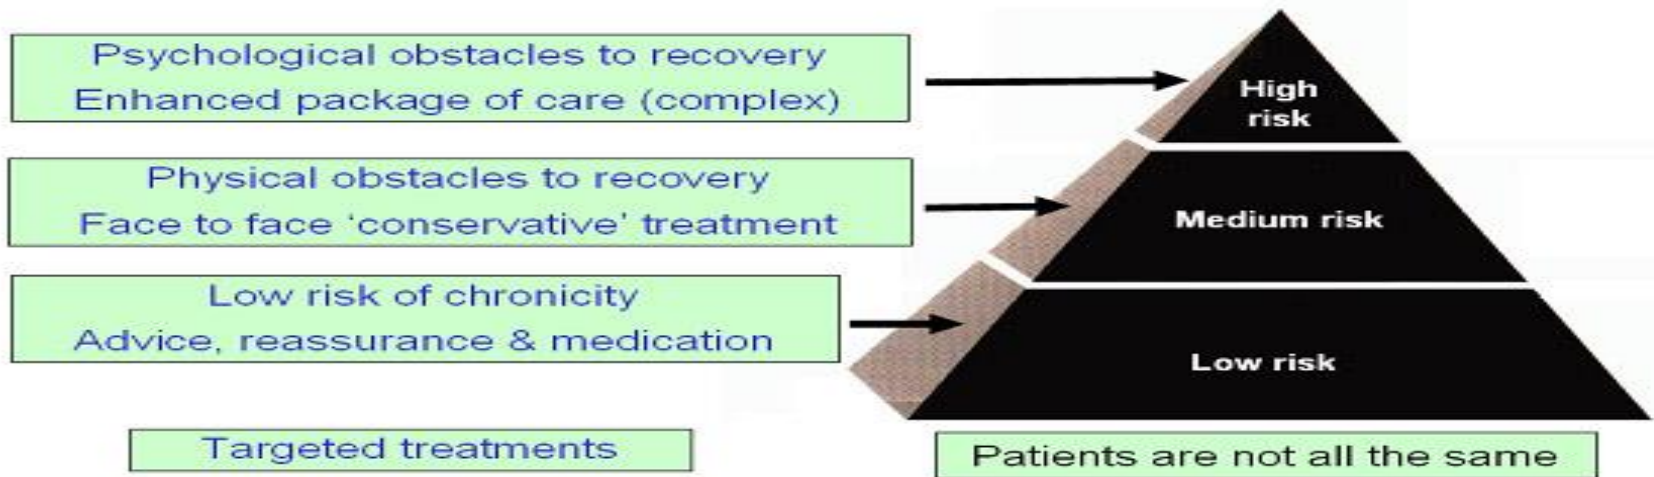 Psychological obstacles to recovery
Enhanced package of care (complex)
High
risk
Physical obstacles to recovery
Face to face ‘conservative’ treatment
Medium risk
Low risk of chronicity
Advice, reassurance & medication
Low risk
Targeted treatments
Patients are not all the same